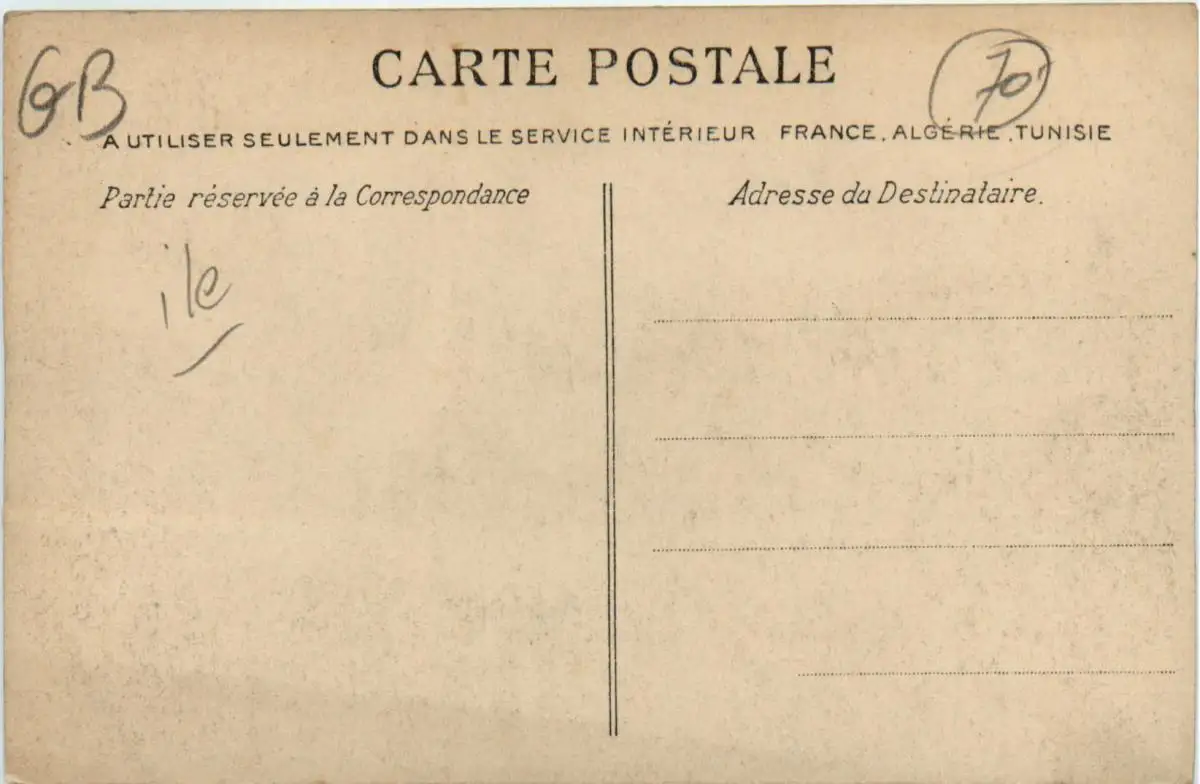 GB
CARTE POSTALE
70
A UTILISER SEULEMENT DANS LE SERVICE INTÉRIEUR FRANCE. ALGÉRIE .TUNISIE
Partie réservée à la Correspondance
Adresse du Destinataire.
ile